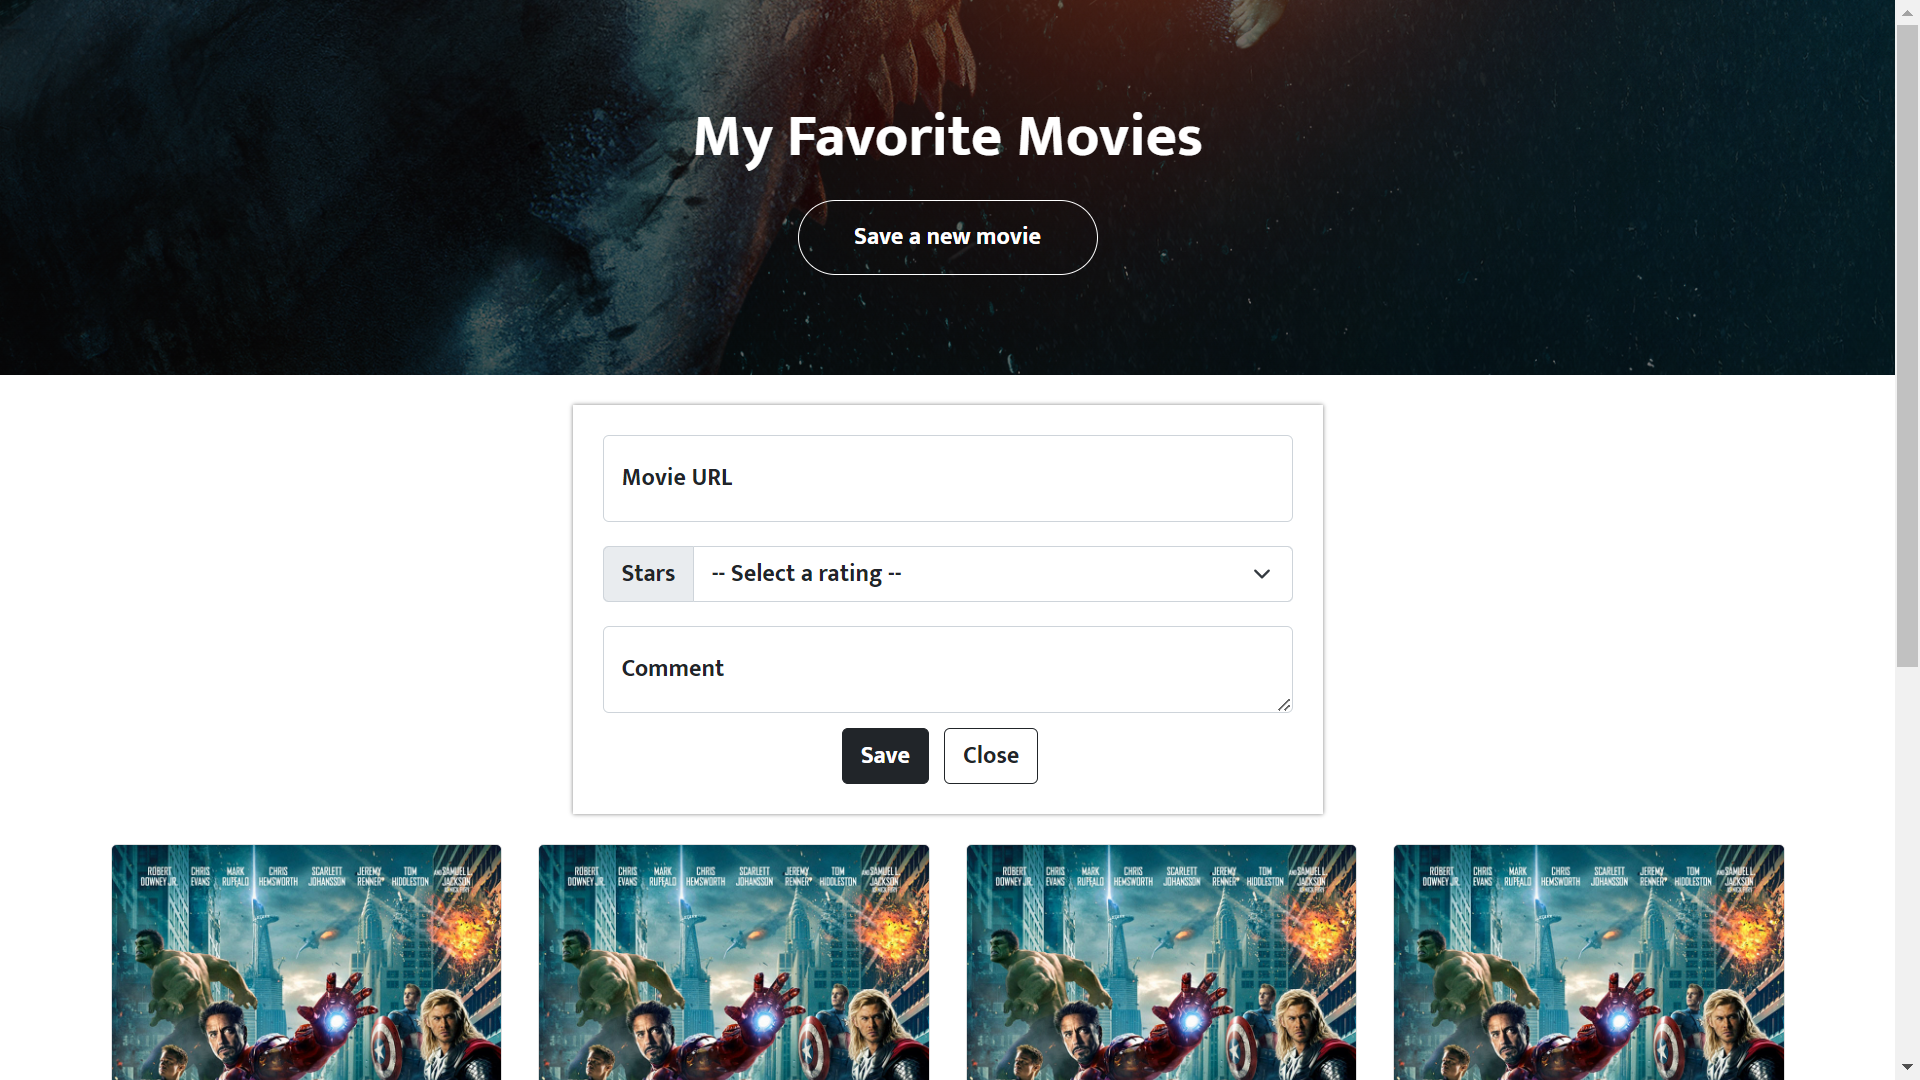 My Favorite Movies
Save a new movie
Movie URL
Stars
-- Select a rating --
Comment
Save
Close
ROBERT DOWNEY JR. CHRIS EVANS MARK RUFFALO CHRIS HEMSWORTH SCARLETT JOHANSSON JEREMY RENNER TOM HIDDLESTON AND SAMUEL L. JACKSON
ROBERT DOWNEY JR. CHRIS EVANS MARK RUFFALO CHRIS HEMSWORTH SCARLETT JOHANSSON JEREMY RENNER TOM HIDDLESTON AND SAMUEL L. JACKSON
ROBERT DOWNEY JR. CHRIS EVANS MARK RUFFALO CHRIS HEMSWORTH SCARLETT JOHANSSON JEREMY RENNER TOM HIDDLESTON AND SAMUEL L. JACKSON
ROBERT DOWNEY JR. CHRIS EVANS MARK RUFFALO CHRIS HEMSWORTH SCARLETT JOHANSSON JEREMY RENNER TOM HIDDLESTON AND SAMUEL L. JACKSON